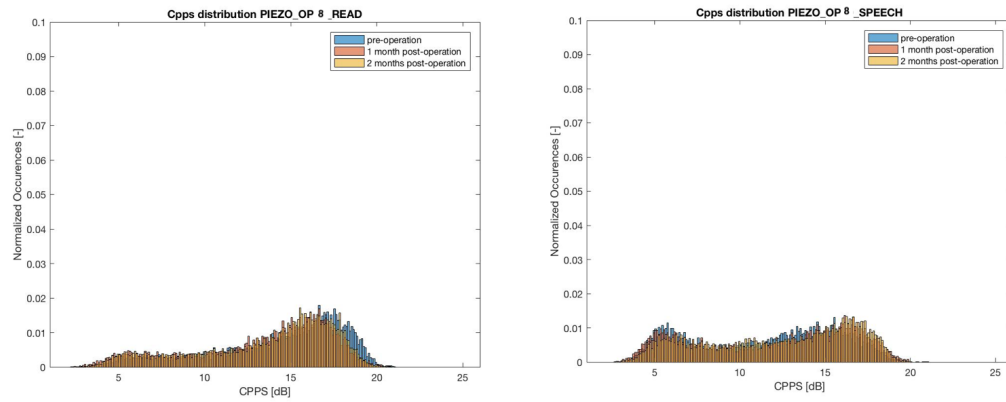 Cpps distribution PIEZO_OP 8 _READ
pre-operation
1 month post-operation
2 months post-operation
Normalized Occurences [-]
0.1
0.09
0.08
0.07
0.06
0.05
0.04
0.03
0.02
0.01
0
5 10 15 20 25
CPPS [dB]
Cpps distribution PIEZO_OP 8 _SPEECH
pre-operation
1 month post-operation
2 months post-operation
Normalized Occurences [-]
0.1
0.09
0.08
0.07
0.06
0.05
0.04
0.03
0.02
0.01
0
5 10 15 20 25
CPPS [dB]